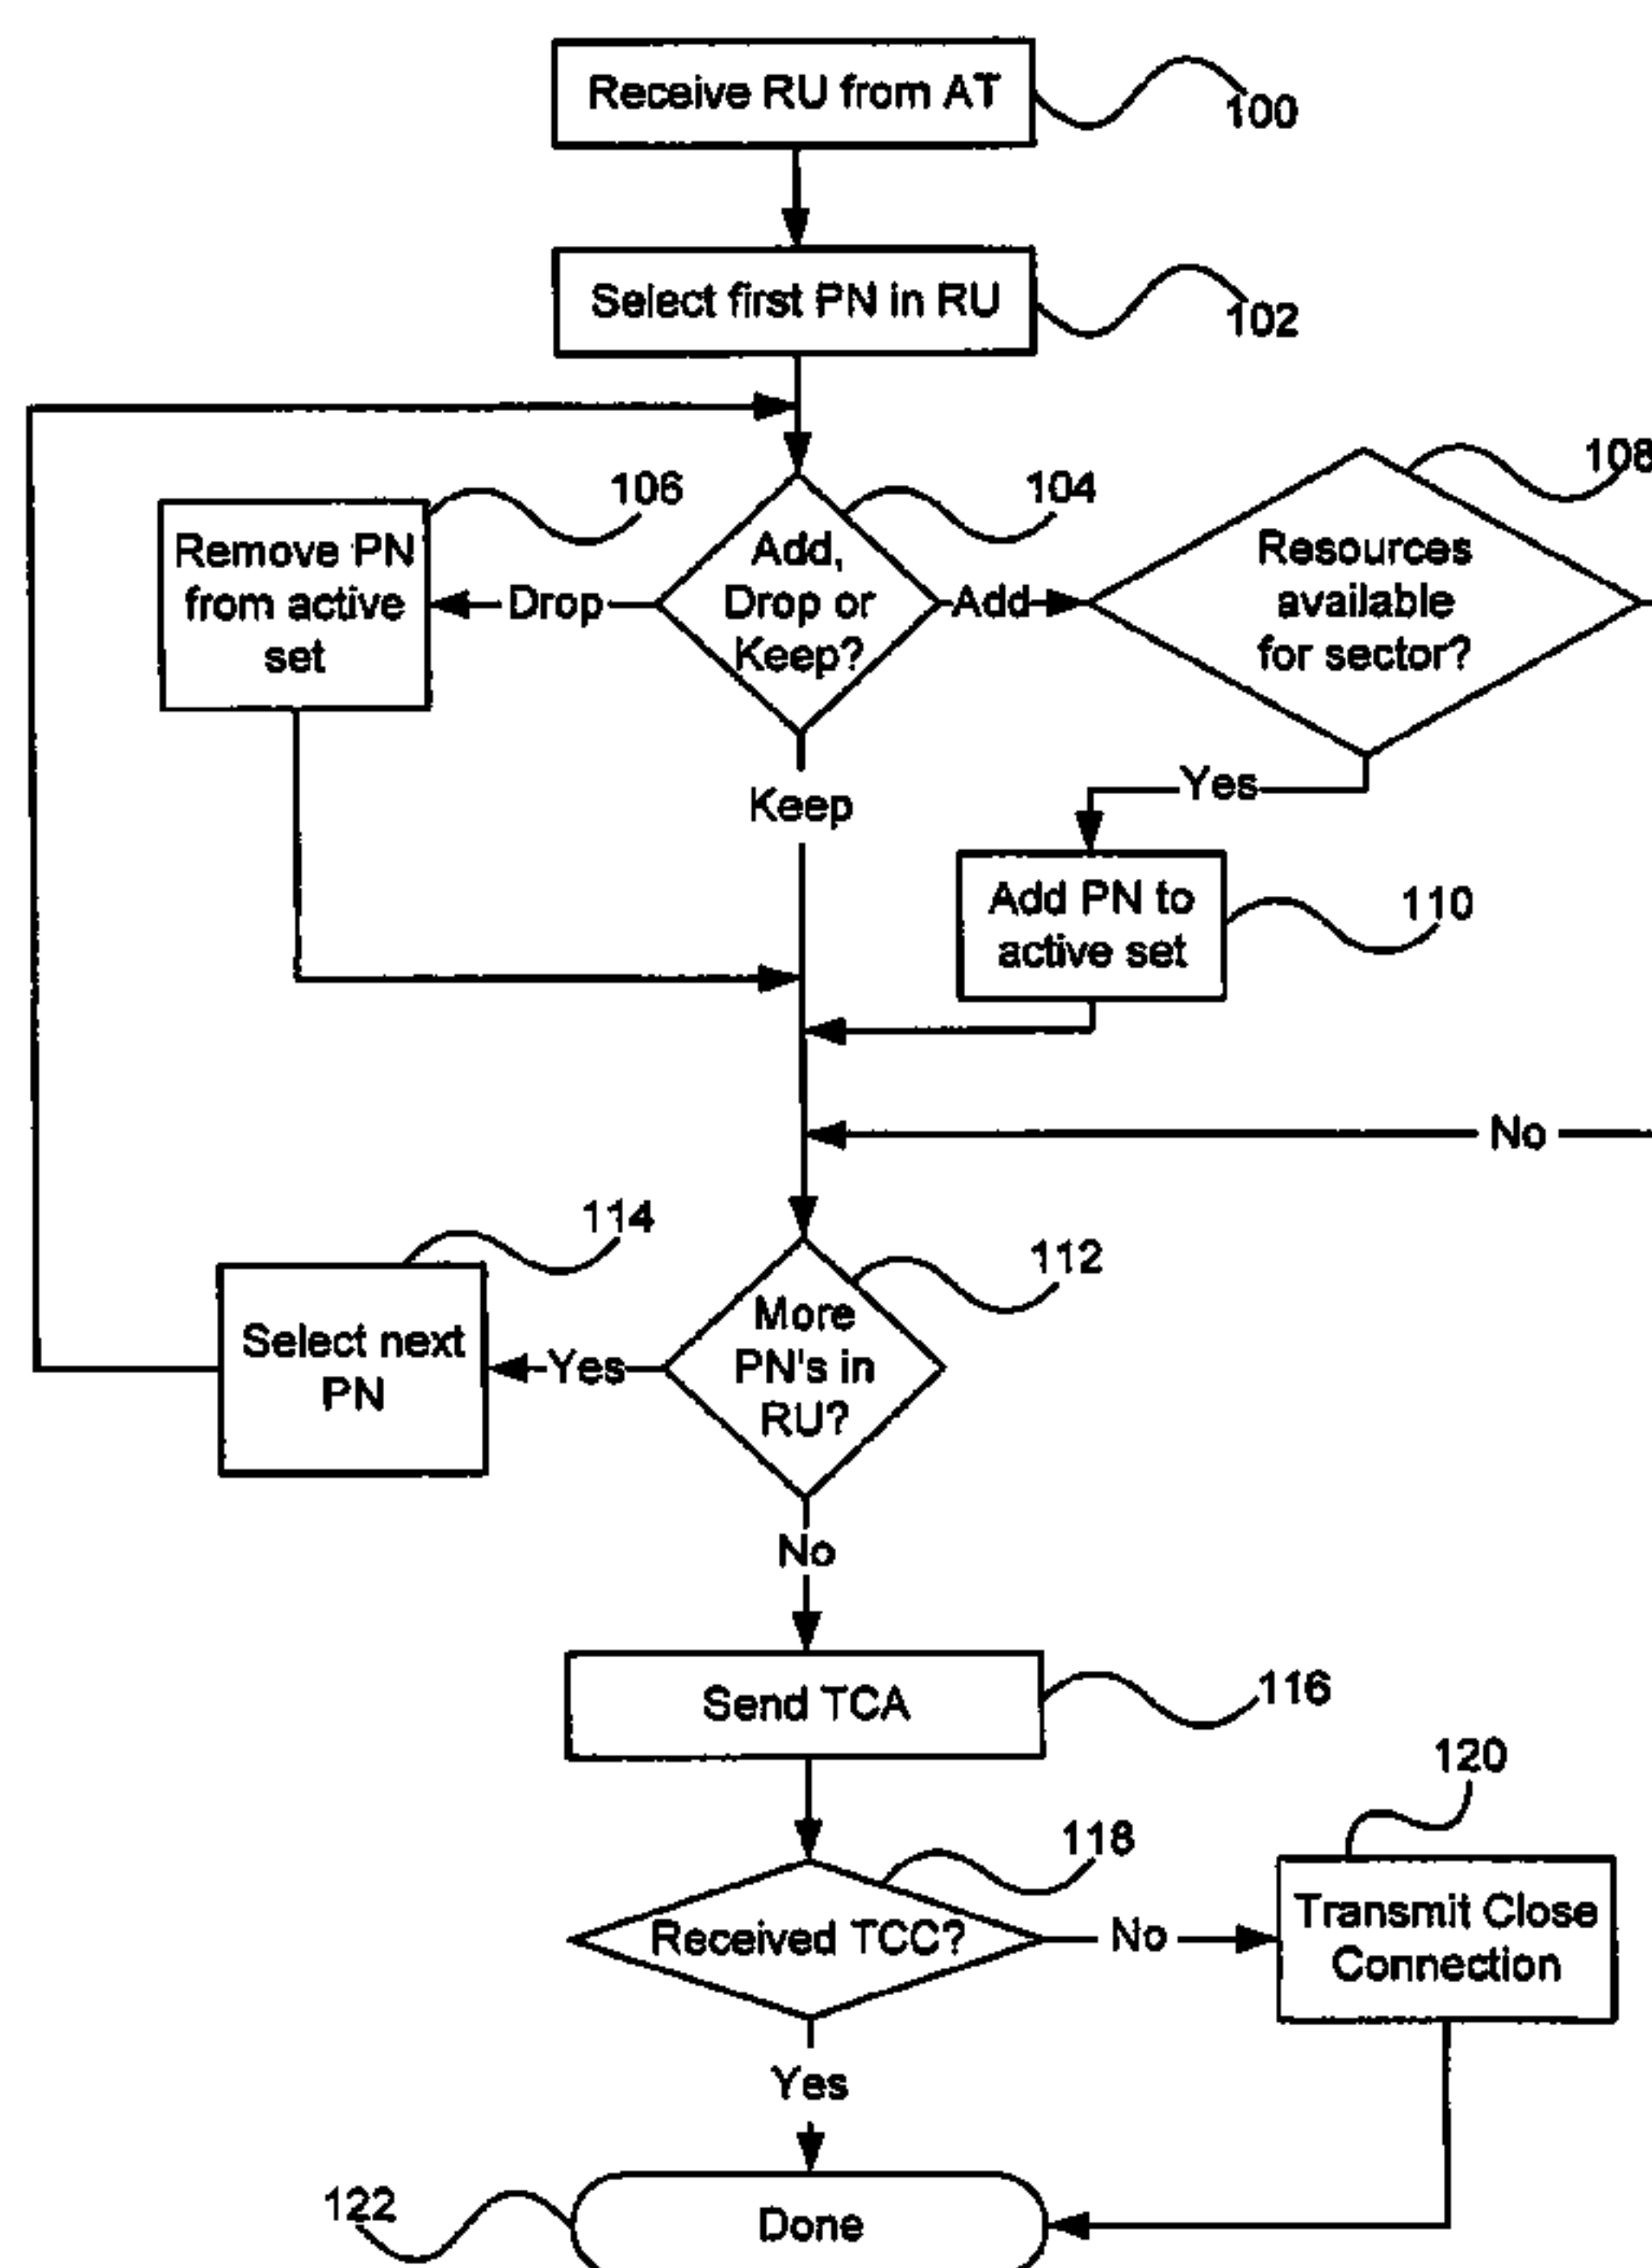 Receive RU from AT
100
Select first PN in RU
102
106
104
108
Remove PN
from active
set
Drop
Add,
Drop or
Keep?
Add
Resources
available
for sector?
Keep
Yes
Add PN to
active set
110
No
114
112
Select next
PN
Yes
More
PN's in
RU?
No
Send TCA
116
120
118
Received TCC?
No
Transmit Close
Connection
Yes
122
Done